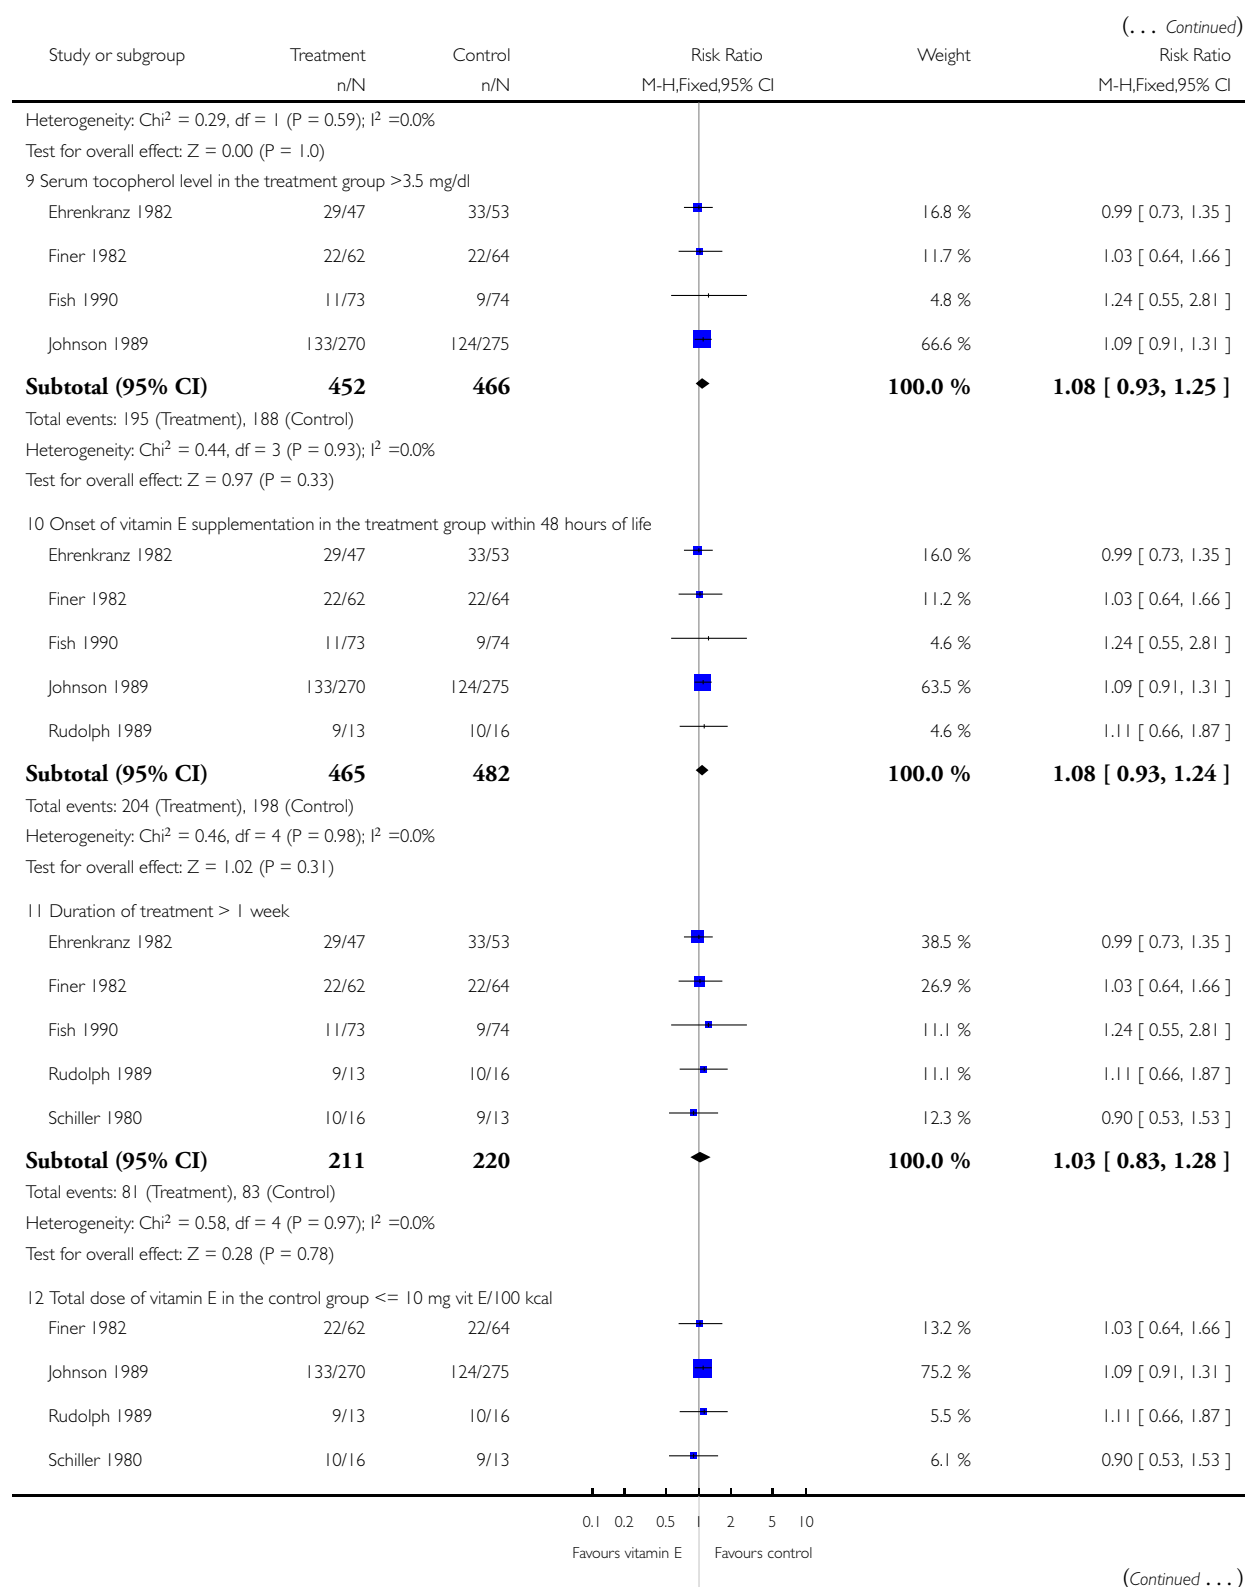 (... Continued)
Study or subgroup Treatment Control Risk Ratio Weight Risk Ratio
n/N n/N M-H,Fixed,95% CI M-H,Fixed,95% CI
Heterogeneity: Chi² = 0.29, df = 1 (P = 0.59); I² =0.0%
Test for overall effect: Z = 0.00 (P = 1.0)
9 Serum tocopherol level in the treatment group >3.5 mg/dl
Ehrenkranz 1982 29/47 33/53 16.8 % 0.99 [ 0.73, 1.35 ]
Finer 1982 22/62 22/64 11.7 % 1.03 [ 0.64, 1.66 ]
Fish 1990 11/73 9/74 4.8 % 1.24 [ 0.55, 2.81 ]
Johnson 1989 133/270 124/275 66.6 % 1.09 [ 0.91, 1.31 ]
Subtotal (95% CI) 452 466 100.0 % 1.08 [ 0.93, 1.25 ]
Total events: 195 (Treatment), 188 (Control)
Heterogeneity: Chi² = 0.44, df = 3 (P = 0.93); I² =0.0%
Test for overall effect: Z = 0.97 (P = 0.33)
10 Onset of vitamin E supplementation in the treatment group within 48 hours of life
Ehrenkranz 1982 29/47 33/53 16.0 % 0.99 [ 0.73, 1.35 ]
Finer 1982 22/62 22/64 11.2 % 1.03 [ 0.64, 1.66 ]
Fish 1990 11/73 9/74 4.6 % 1.24 [ 0.55, 2.81 ]
Johnson 1989 133/270 124/275 63.5 % 1.09 [ 0.91, 1.31 ]
Rudolph 1989 9/13 10/16 4.6 % 1.11 [ 0.66, 1.87 ]
Subtotal (95% CI) 465 482 100.0 % 1.08 [ 0.93, 1.24 ]
Total events: 204 (Treatment), 198 (Control)
Heterogeneity: Chi² = 0.46, df = 4 (P = 0.98); I² =0.0%
Test for overall effect: Z = 1.02 (P = 0.31)
11 Duration of treatment > 1 week
Ehrenkranz 1982 29/47 33/53 38.5 % 0.99 [ 0.73, 1.35 ]
Finer 1982 22/62 22/64 26.9 % 1.03 [ 0.64, 1.66 ]
Fish 1990 11/73 9/74 11.1 % 1.24 [ 0.55, 2.81 ]
Rudolph 1989 9/13 10/16 11.1 % 1.11 [ 0.66, 1.87 ]
Schiller 1980 10/16 9/13 12.3 % 0.90 [ 0.53, 1.53 ]
Subtotal (95% CI) 211 220 100.0 % 1.03 [ 0.83, 1.28 ]
Total events: 81 (Treatment), 83 (Control)
Heterogeneity: Chi² = 0.58, df = 4 (P = 0.97); I² =0.0%
Test for overall effect: Z = 0.28 (P = 0.78)
12 Total dose of vitamin E in the control group <= 10 mg vit E/100 kcal
Finer 1982 22/62 22/64 13.2 % 1.03 [ 0.64, 1.66 ]
Johnson 1989 133/270 124/275 75.2 % 1.09 [ 0.91, 1.31 ]
Rudolph 1989 9/13 10/16 5.5 % 1.11 [ 0.66, 1.87 ]
Schiller 1980 10/16 9/13 6.1 % 0.90 [ 0.53, 1.53 ]
0.1 0.2 0.5 1 2 5 10
Favours vitamin E Favours control
(Continued ...)